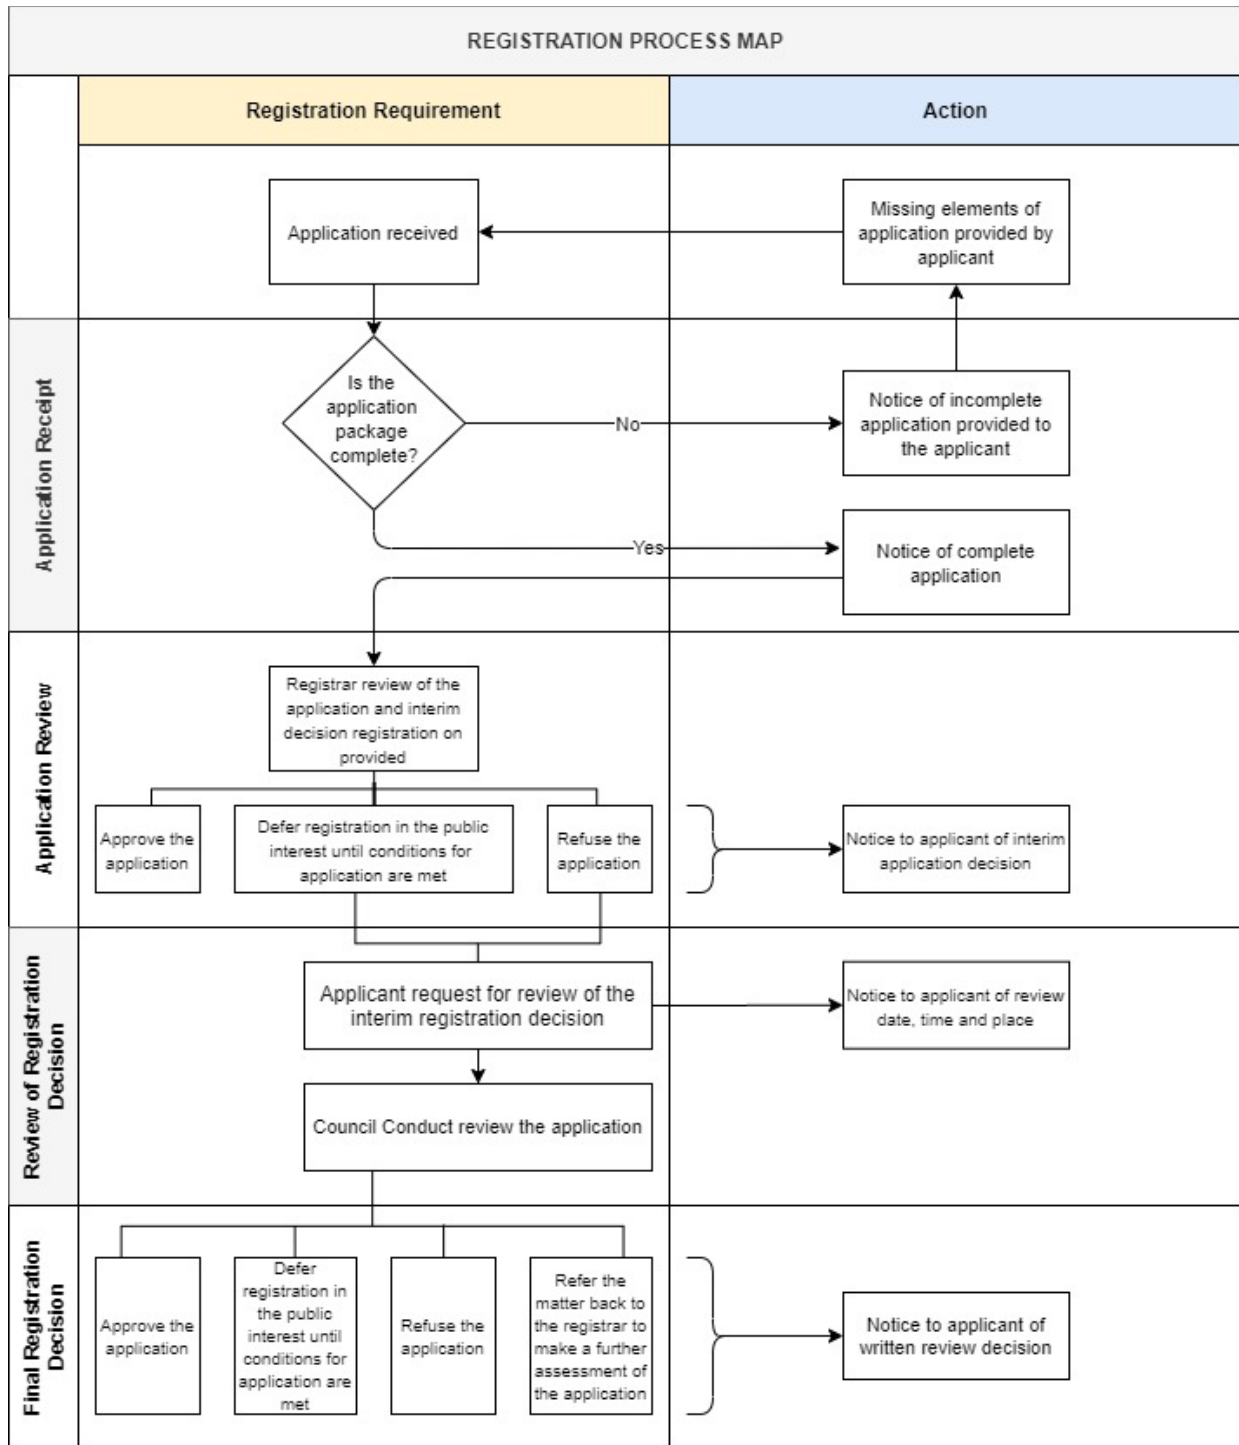 REGISTRATION PROCESS MAP
Registration Requirement
Action
Application received
Missing elements of
application provided by
applicant
Application Receipt
Is the
application
package
complete?
No
Notice of incomplete
application provided to
the applicant
Yes
Notice of complete
application
Application Review
Registrar review of the
application and interim
decision registration on
provided
Approve the
application
Defer registration in the public
interest until conditions for
application are met
Refuse the
application
Notice to applicant of interim
application decision
Review of Registration
Decision
Applicant request for review of the
interim registration decision
Notice to applicant of review
date, time and place
Council Conduct review the application
Final Registration
Decision
Approve the
application
Defer
registration in
the public
interest until
conditions for
application are
met
Refuse the
application
Refer the
matter back to
the registrar to
make a further
assessment of
the application
Notice to applicant of
written review decision